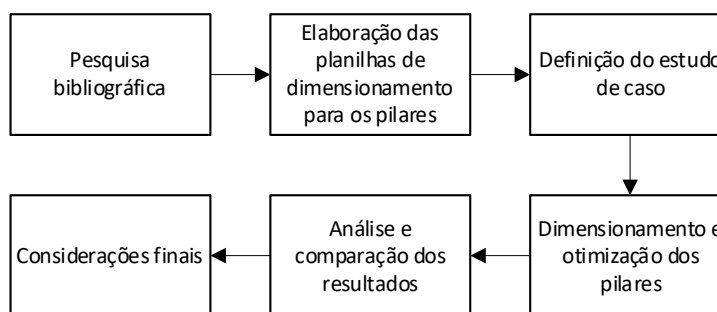 Pesquisa
bibliográfica
Elaboração das
planilhas de
dimensionamento
para os pilares
Definição do estudo
de caso
Dimensionamento e
otimização dos
pilares
Análise e
comparação dos
resultados
Considerações finais